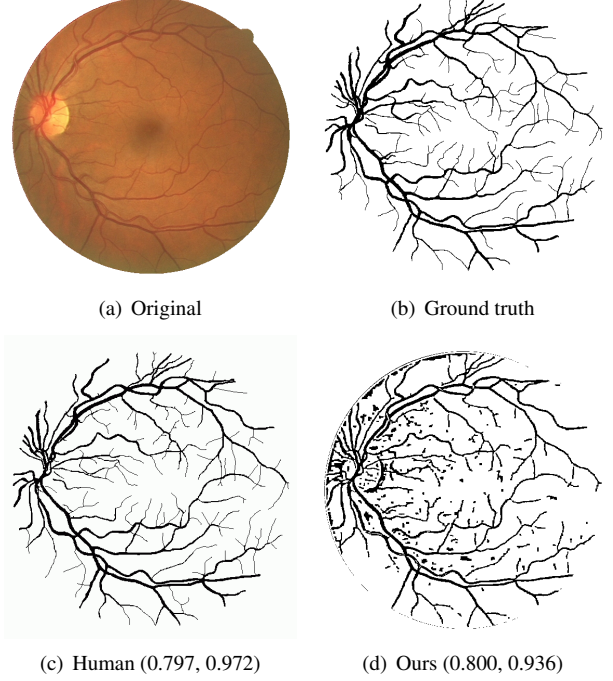 (a) Original
(b) Ground truth
(c) Human (0.797, 0.972)
(d) Ours (0.800, 0.936)